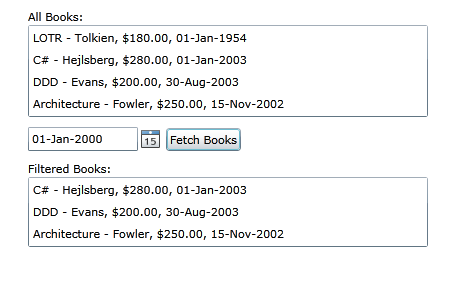 All Books:
LOTR - Tolkien, $180.00, 01-Jan-1954
C# - Hejlsberg, $280.00, 01-Jan-2003
DDD - Evans, $200.00, 30-Aug-2003
Architecture - Fowler, $250.00, 15-Nov-2002
01-Jan-2000 15 Fetch Books
Filtered Books:
C# - Hejlsberg, $280.00, 01-Jan-2003
DDD - Evans, $200.00, 30-Aug-2003
Architecture - Fowler, $250.00, 15-Nov-2002